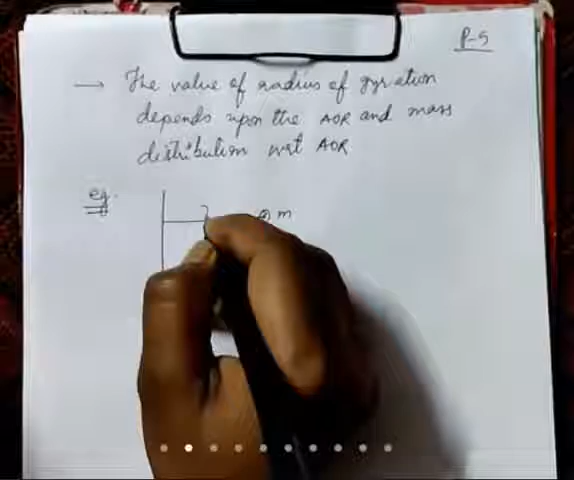 P-5
→ The value of radius of gyration
depends upon the AOR and mass
distribution wrt AOR
eg.
m